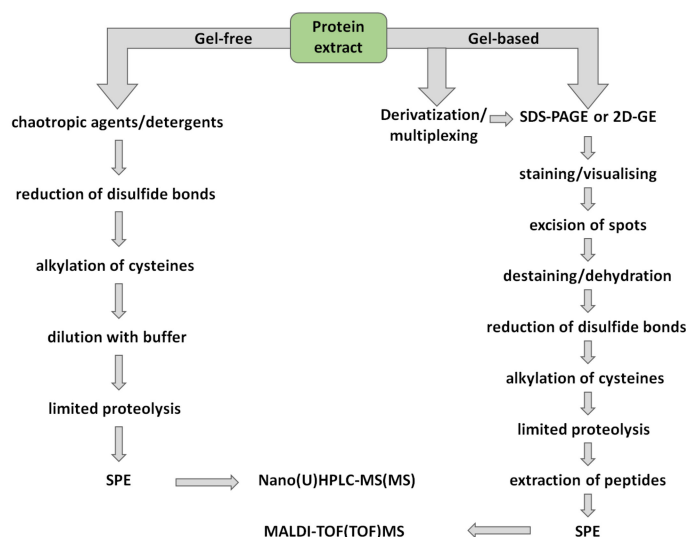 Protein
extract
Gel-free
Gel-based
chaotropic agents/detergents
reduction of disulfide bonds
alkylation of cysteines
dilution with buffer
limited proteolysis
SPE
Nano(U)HPLC-MS(MS)
Derivatization/
multiplexing
SDS-PAGE or 2D-GE
staining/visualising
excision of spots
destaining/dehydration
reduction of disulfide bonds
alkylation of cysteines
limited proteolysis
extraction of peptides
SPE
MALDI-TOF(TOF)MS